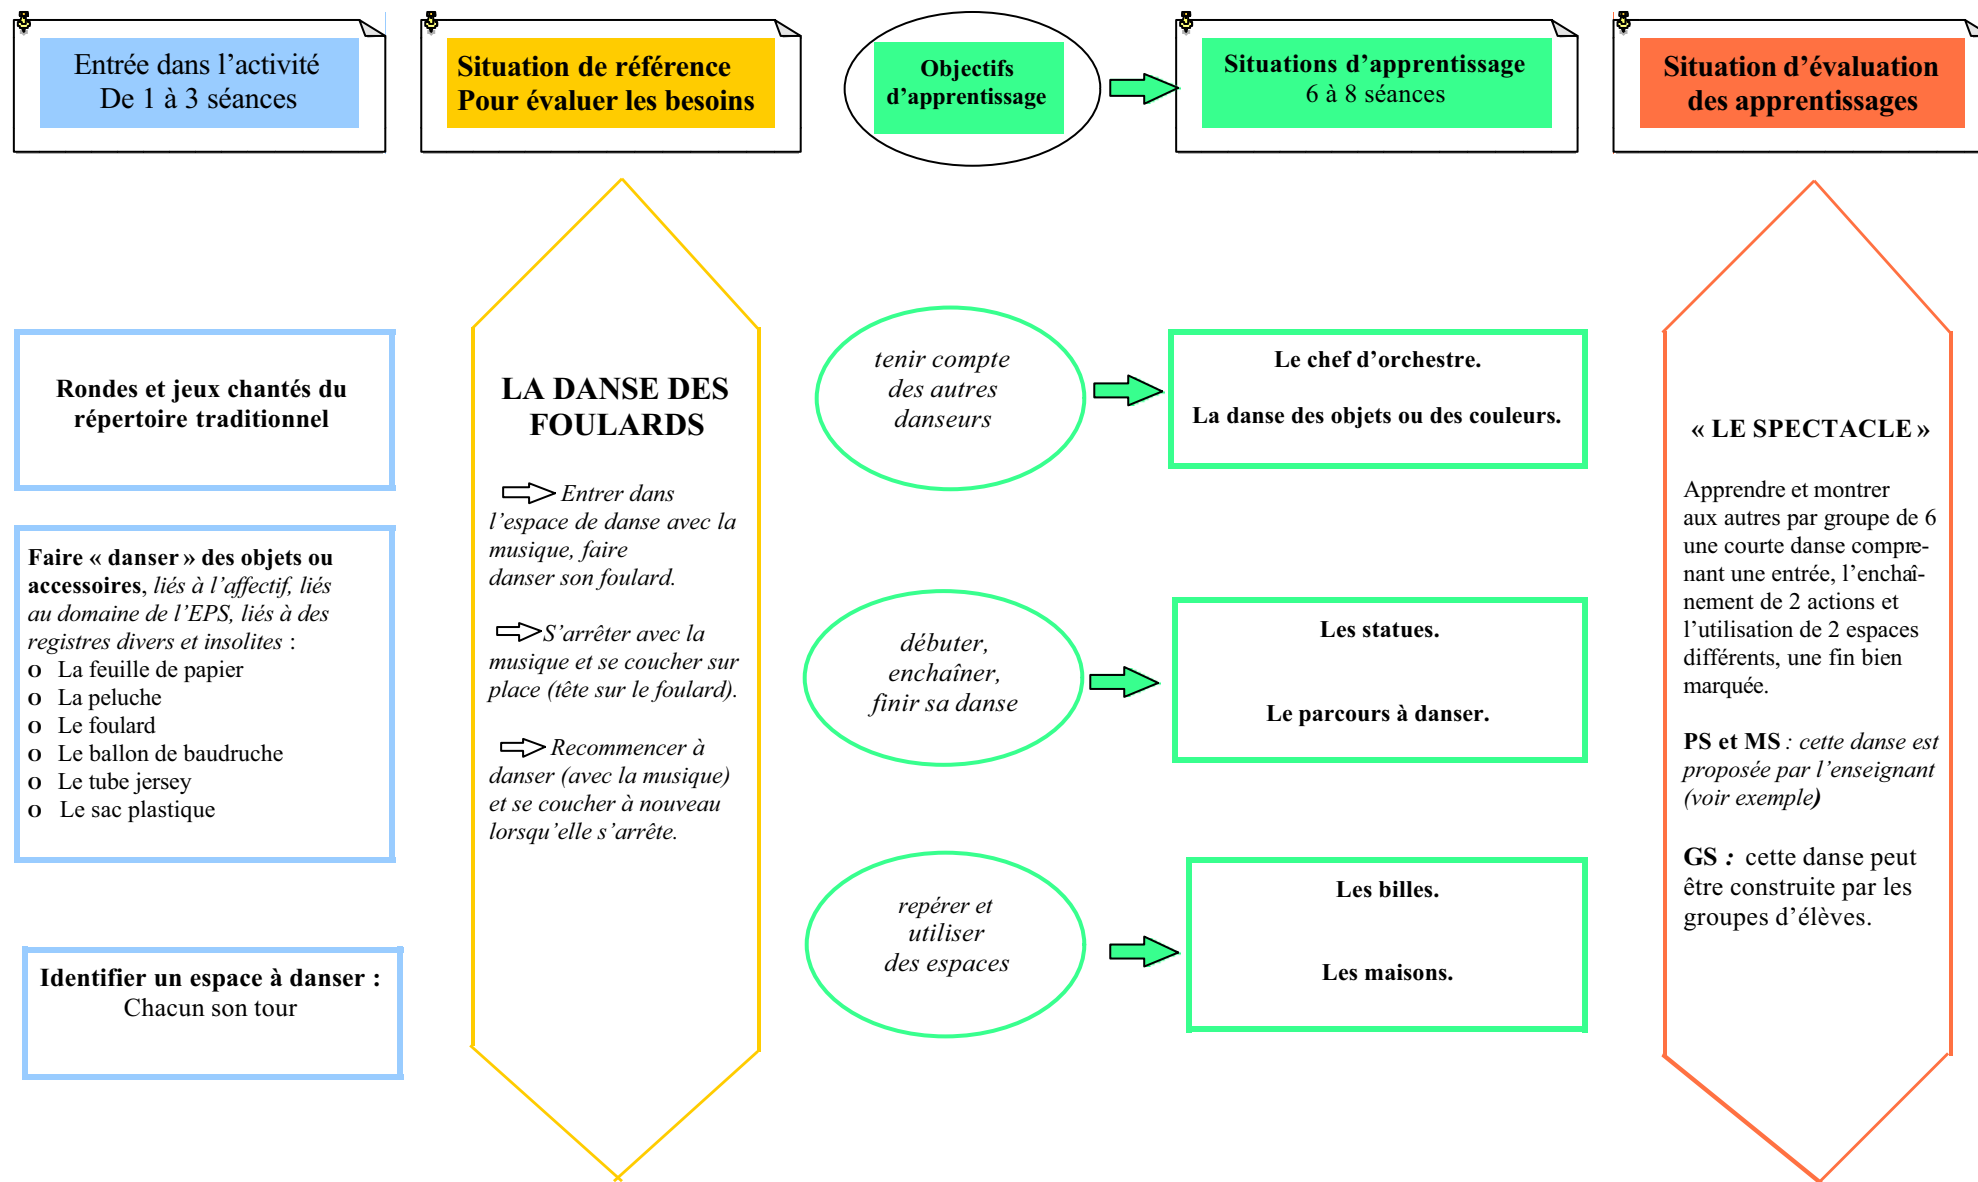 Entrée dans l’activité
De 1 à 3 séances
Situation de référence
Pour évaluer les besoins
Objectifs
d’apprentissage
Situations d’apprentissage
6 à 8 séances
Situation d’évaluation
des apprentissages
Rondes et jeux chantés du
répertoire traditionnel
Faire « danser » des objets ou
accessoires, liés à l’affectif, liés
au domaine de l’EPS, liés à des
registres divers et insolites :
o La feuille de papier
o La peluche
o Le foulard
o Le ballon de baudruche
o Le tube jersey
o Le sac plastique
Identifier un espace à danser :
Chacun son tour
LA DANSE DES
FOULARDS
Entrer dans
l’espace de danse avec la
musique, faire
danser son foulard.
S’arrêter avec la
musique et se coucher sur
place (tête sur le foulard).
Recommencer à
danser (avec la musique)
et se coucher à nouveau
lorsqu’elle s’arrête.
tenir compte
des autres
danseurs
Le chef d’orchestre.
La danse des objets ou des couleurs.
débuter,
enchaîner,
finir sa danse
Les statues.
Le parcours à danser.
repérer et
utiliser
des espaces
Les billes.
Les maisons.
« LE SPECTACLE »
Apprendre et montrer
aux autres par groupe de 6
une courte danse compre-
nant une entrée, l’enchaî-
nement de 2 actions et
l’utilisation de 2 espaces
différents, une fin bien
marquée.
PS et MS : cette danse est
proposée par l’enseignant
(voir exemple)
GS : cette danse peut
être construite par les
groupes d’élèves.